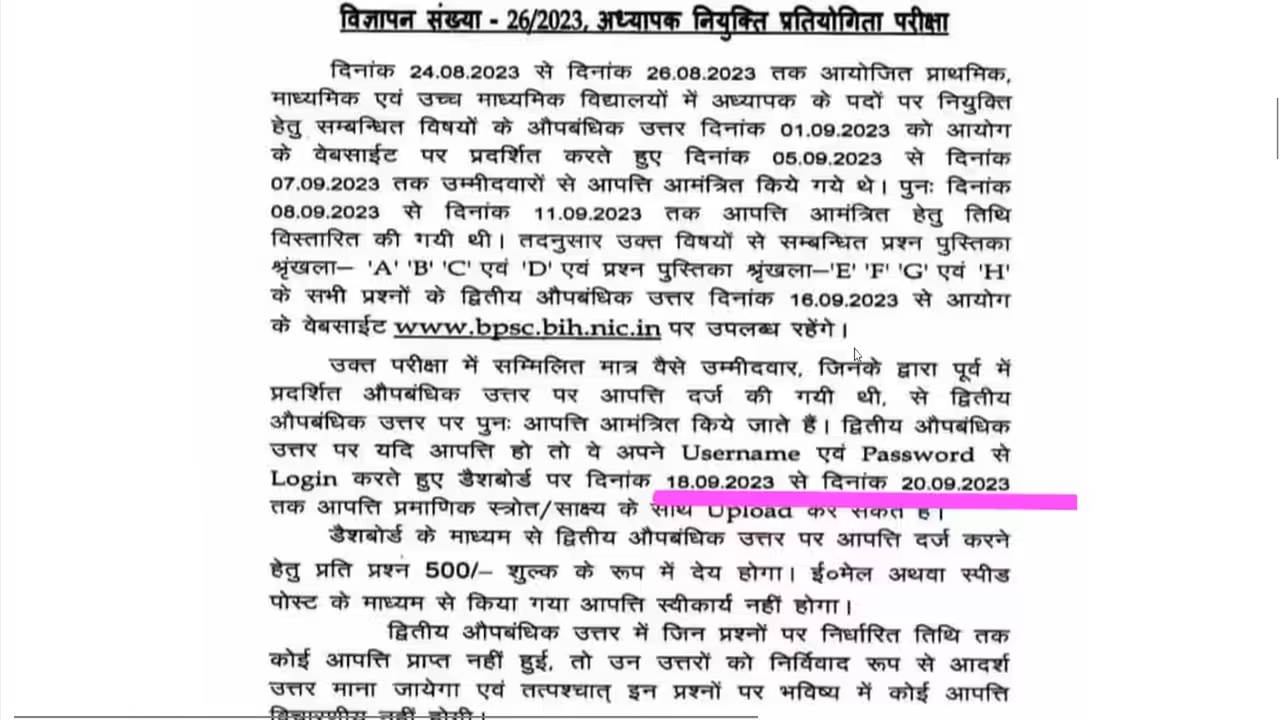 विज्ञापन संख्या - 26/2023, अध्यापक नियुक्ति प्रतियोगिता परीक्षा
दिनांक 24.08.2023 से दिनांक 26.08.2023 तक आयोजित प्राथमिक,
माध्यमिक एवं उच्च माध्यमिक विद्यालयों में अध्यापक के पदों पर नियुक्ति
हेतु सम्बन्धित विषयों के औपबंधिक उत्तर दिनांक 01.09.2023 को आयोग
के वेबसाईट पर प्रदर्शित करते हुए दिनांक 05.09.2023 से दिनांक
07.09.2023 तक उम्मीदवारों से आपत्ति आमंत्रित किये गये थे। पुनः दिनांक
08.09.2023 से दिनांक 11.09.2023 तक आपत्ति आमंत्रित हेतु तिथि
विस्तारित की गयी थी। तदनुसार उक्त विषयों से सम्बन्धित प्रश्न पुस्तिका
श्रृंखला– 'A' 'B' 'C' एवं 'D' एवं प्रश्न पुस्तिका श्रृंखला–'E' 'F' 'G' एवं 'H'
के सभी प्रश्नों के द्वितीय औपबंधिक उत्तर दिनांक 16.09.2023 से आयोग
के वेबसाईट www.bpsc.bih.nic.in पर उपलब्ध रहेंगे।
उक्त परीक्षा में सम्मिलित मात्र वैसे उम्मीदवार, जिनके द्वारा पूर्व में
प्रदर्शित औपबंधिक उत्तर पर आपत्ति दर्ज की गयी थी, से द्वितीय
औपबंधिक उत्तर पर पुनः आपत्ति आमंत्रित किये जाते हैं। द्वितीय औपबंधिक
उत्तर पर यदि आपत्ति हो तो वे अपने Username एवं Password से
Login करते हुए डैशबोर्ड पर दिनांक 18.09.2023 से दिनांक 20.09.2023
तक आपत्ति प्रमाणिक स्त्रोत/साक्ष्य के साथ Upload कर सकते है।
डैशबोर्ड के माध्यम से द्वितीय औपबंधिक उत्तर पर आपत्ति दर्ज करने
हेतु प्रति प्रश्न 500/– शुल्क के रूप में देय होगा। ई०मेल अथवा स्पीड
पोस्ट के माध्यम से किया गया आपत्ति स्वीकार्य नहीं होगा।
द्वितीय औपबंधिक उत्तर में जिन प्रश्नों पर निर्धारित तिथि तक
कोई आपत्ति प्राप्त नहीं हुई, तो उन उत्तरों को निर्विवाद रूप से आदर्श
उत्तर माना जायेगा एवं तत्पश्चात् इन प्रश्नों पर भविष्य में कोई आपत्ति
विचारणीय नहीं होगी।